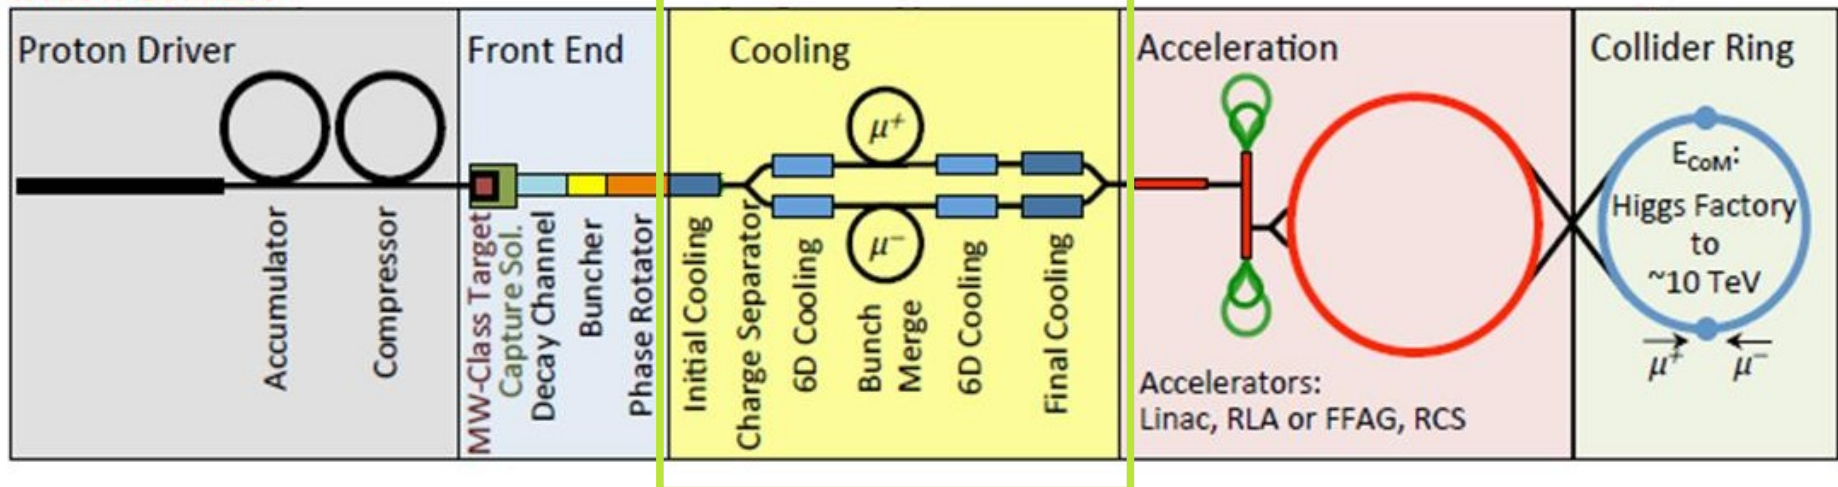 Proton Driver
Accumulator
Compressor
Front End
MW-Class Target
Capture Sol.
Decay Channel
Buncher
Phase Rotator
Cooling
μ+
μ−
Initial Cooling
Charge Separator
6D Cooling
Bunch
Merge
6D Cooling
Final Cooling
Acceleration
Accelerators:
Linac, RLA or FFAG, RCS
Collider Ring
ECoM:
Higgs Factory
to
~10 TeV
μ+ μ−